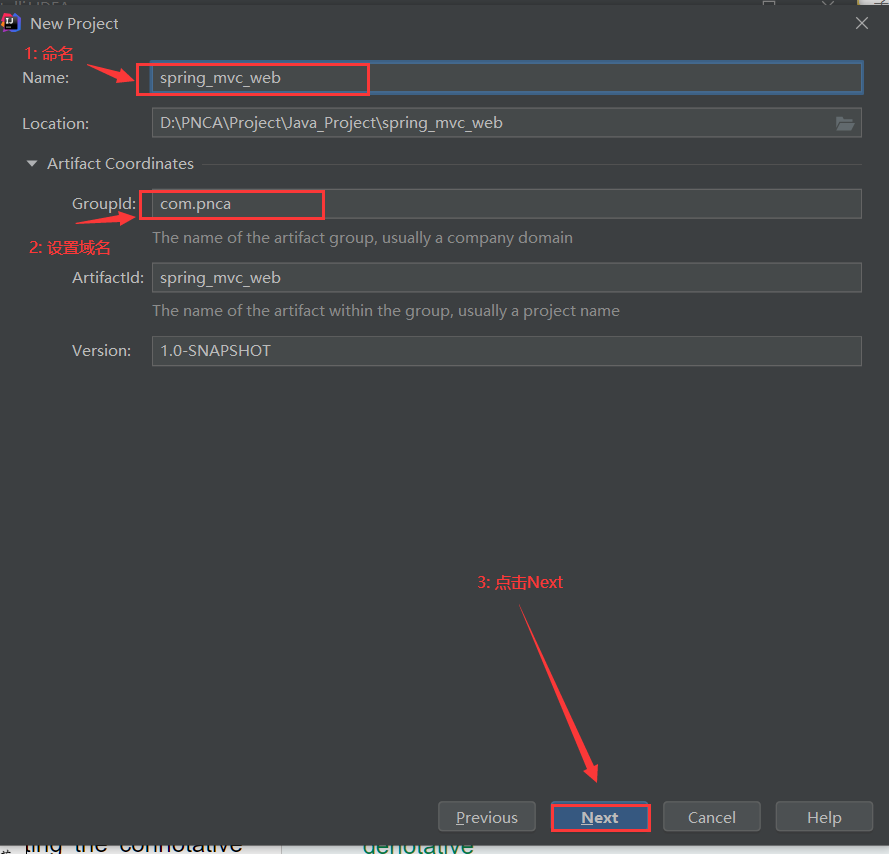 New Project
1: 命名
Name: spring_mvc_web
Location: D:\PNCA\Project\Java_Project\spring_mvc_web
Artifact Coordinates
GroupId: com.pnca
The name of the artifact group, usually a company domain
2: 设置域名
ArtifactId: spring_mvc_web
The name of the artifact within the group, usually a project name
Version: 1.0-SNAPSHOT
3: 点击Next
Previous Next Cancel Help
the connotative denotative